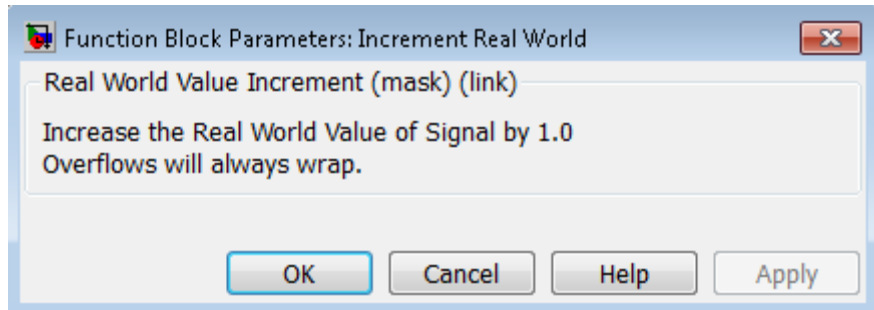 Function Block Parameters: Increment Real World
Real World Value Increment (mask) (link)
Increase the Real World Value of Signal by 1.0
Overflows will always wrap.
OK Cancel Help Apply